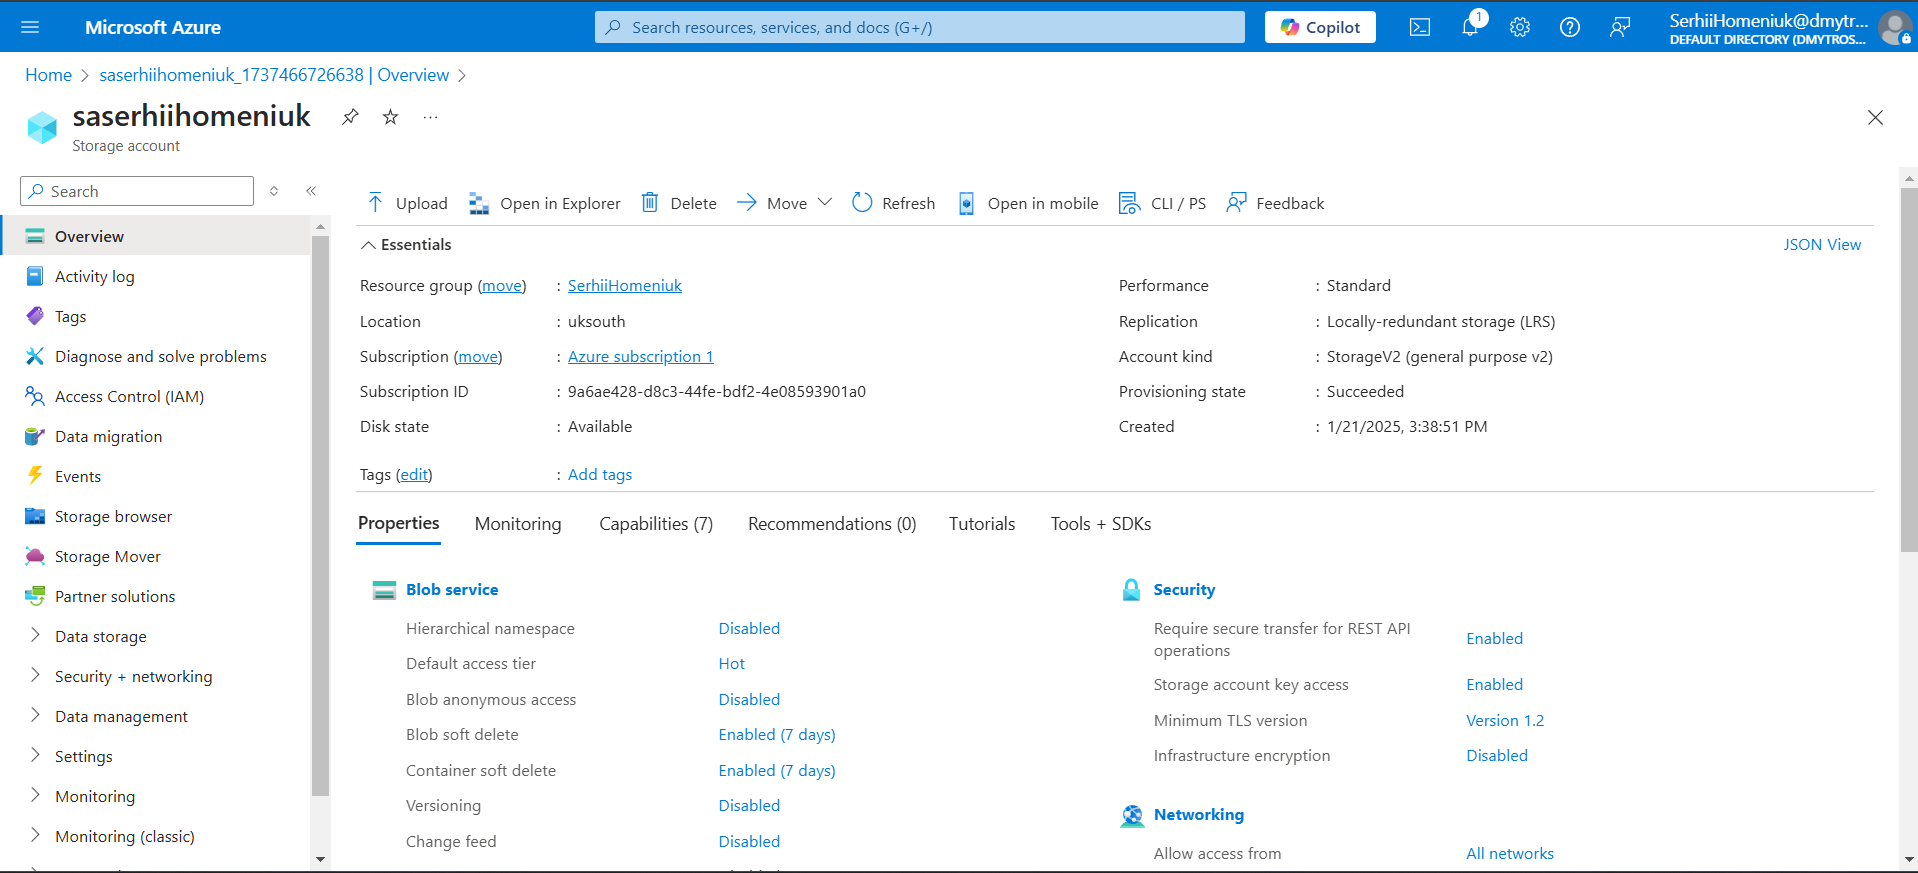 Microsoft Azure
Search resources, services, and docs (G+/)
Copilot
1
SerhiiHomeniuk@dmytr...
DEFAULT DIRECTORY (DMYTROS...
Home > saserhiihomeniuk_1737466726638 | Overview >
saserhiihomeniuk
Storage account
Search
Overview
Activity log
Tags
Diagnose and solve problems
Access Control (IAM)
Data migration
Events
Storage browser
Storage Mover
Partner solutions
Data storage
Security + networking
Data management
Settings
Monitoring
Monitoring (classic)
Upload Open in Explorer Delete Move Refresh Open in mobile CLI / PS Feedback
Essentials
JSON View
Resource group (move) : SerhiiHomeniuk
Location : uksouth
Subscription (move) : Azure subscription 1
Subscription ID : 9a6ae428-d8c3-44fe-bdf2-4e08593901a0
Disk state : Available
Performance : Standard
Replication : Locally-redundant storage (LRS)
Account kind : StorageV2 (general purpose v2)
Provisioning state : Succeeded
Created : 1/21/2025, 3:38:51 PM
Tags (edit) : Add tags
Properties Monitoring Capabilities (7) Recommendations (0) Tutorials Tools + SDKs
Blob service
Hierarchical namespace Disabled
Default access tier Hot
Blob anonymous access Disabled
Blob soft delete Enabled (7 days)
Container soft delete Enabled (7 days)
Versioning Disabled
Change feed Disabled
Security
Require secure transfer for REST API
operations Enabled
Storage account key access Enabled
Minimum TLS version Version 1.2
Infrastructure encryption Disabled
Networking
Allow access from All networks